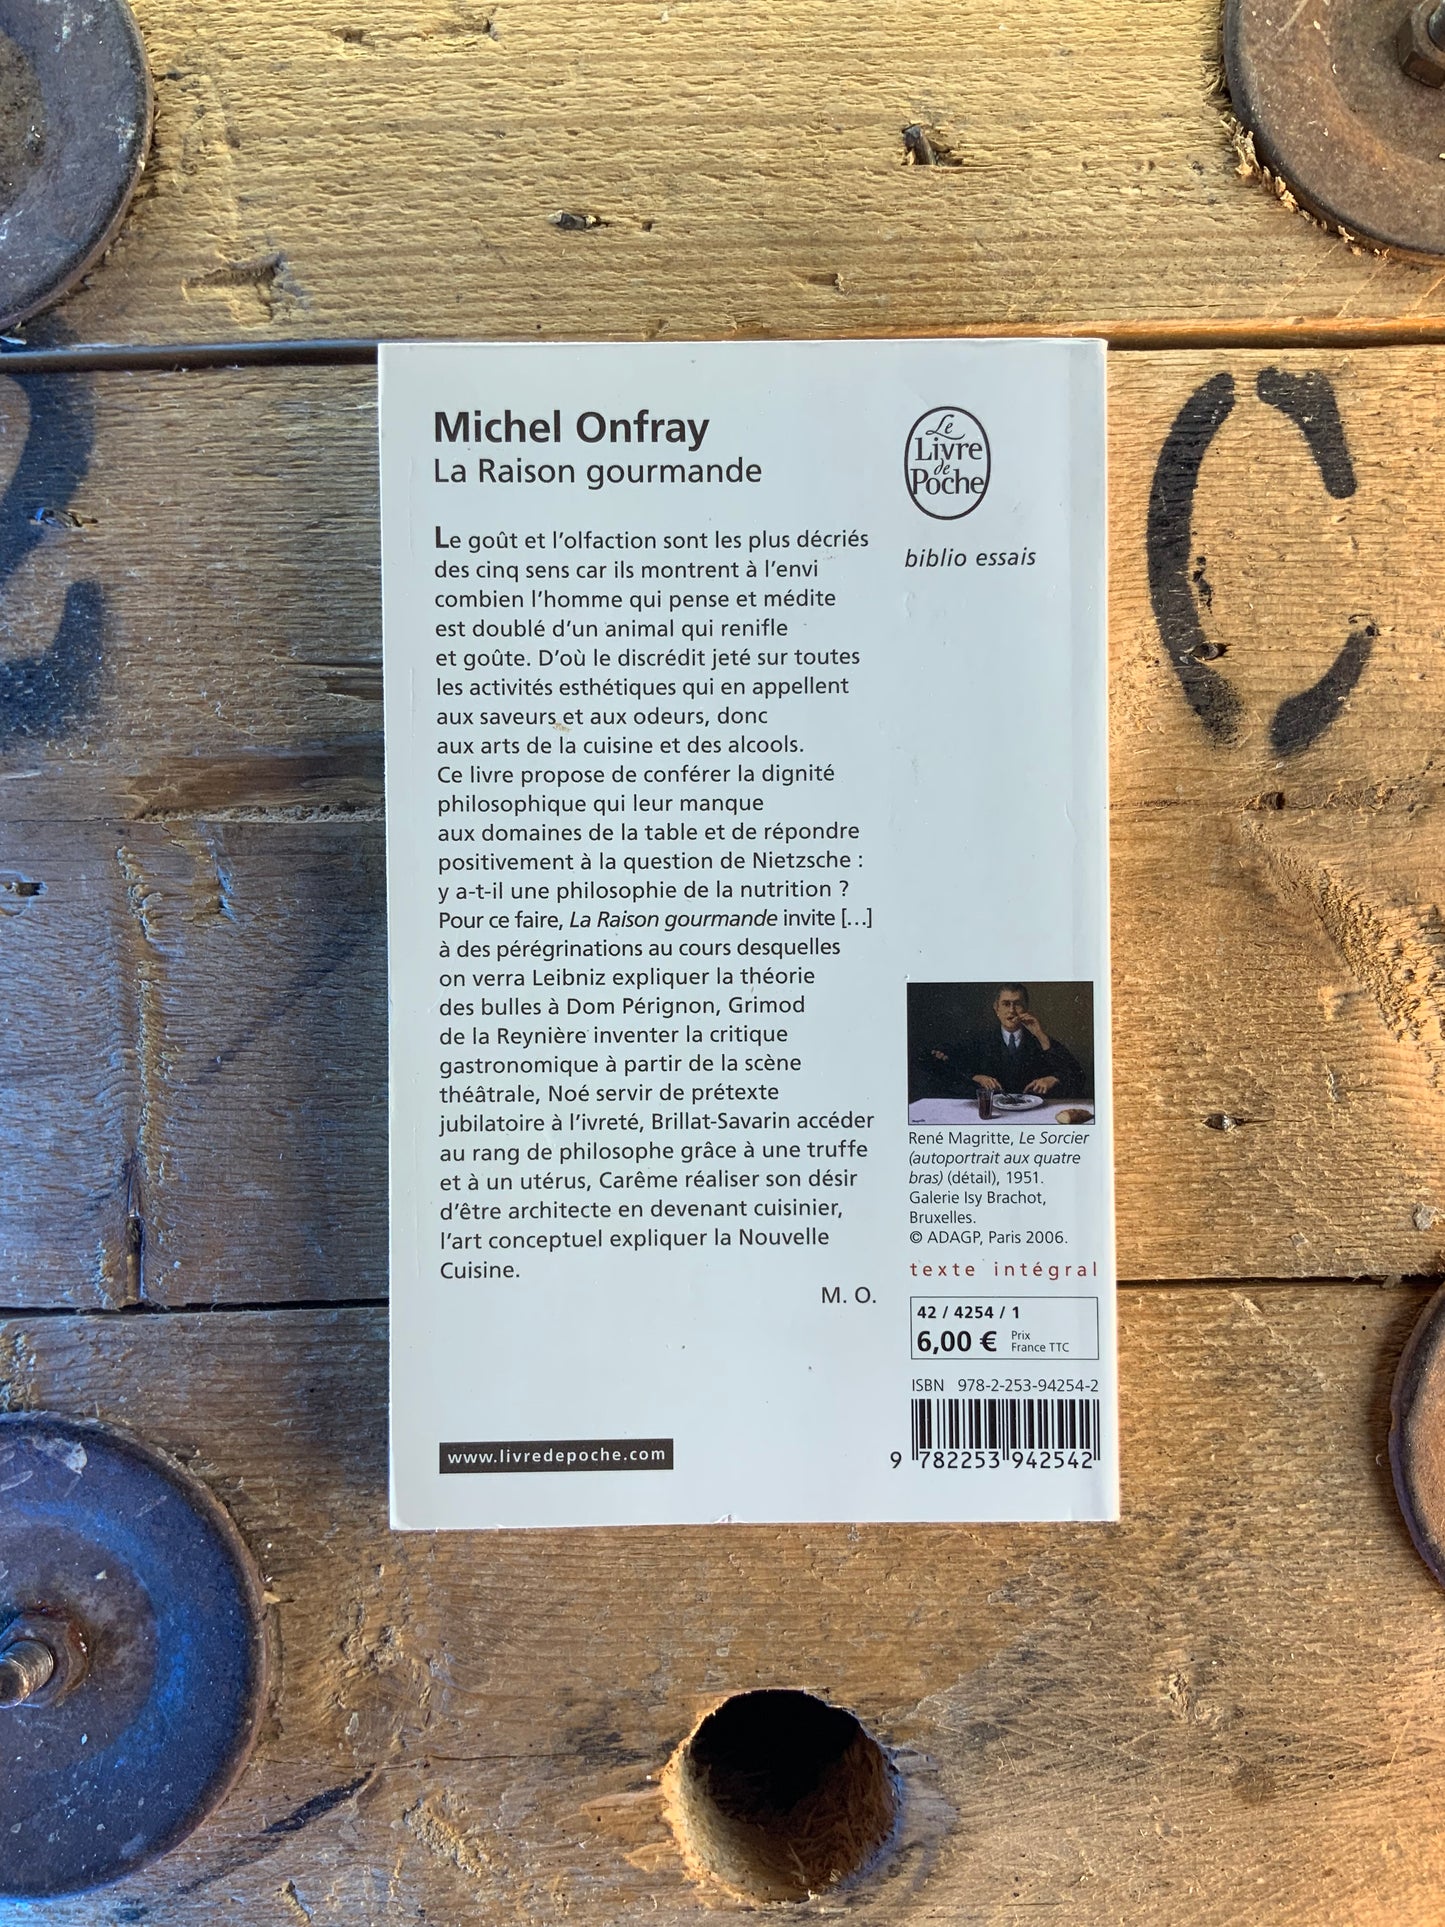 Michel Onfray
La Raison gourmande
Le
Livre
de
Poche
biblio essais
Le goût et l'olfaction sont les plus décriés
des cinq sens car ils montrent à l'envi
combien l'homme qui pense et médite
est doublé d'un animal qui renifle
et goûte. D'où le discrédit jeté sur toutes
les activités esthétiques qui en appellent
aux saveurs et aux odeurs, donc
aux arts de la cuisine et des alcools.
Ce livre propose de conférer la dignité
philosophique qui leur manque
aux domaines de la table et de répondre
positivement à la question de Nietzsche :
y a-t-il une philosophie de la nutrition ?
Pour ce faire, La Raison gourmande invite [...]
à des pérégrinations au cours desquelles
on verra Leibniz expliquer la théorie
des bulles à Dom Pérignon, Grimod
de la Reynière inventer la critique
gastronomique à partir de la scène
théâtrale, Noé servir de prétexte
jubilatoire à l'ivreté, Brillat-Savarin accéder
au rang de philosophe grâce à une truffe
et à un utérus, Carême réaliser son désir
d'être architecte en devenant cuisinier,
l'art conceptuel expliquer la Nouvelle
Cuisine.
M. O.
René Magritte, Le Sorcier
(autoportrait aux quatre
bras) (détail), 1951.
Galerie Isy Brachot,
Bruxelles.
© ADAGP, Paris 2006.
texte intégral
42 / 4254 / 1
6,00 € Prix
France TTC
ISBN 978-2-253-94254-2
9 782253 942542
www.livredepoche.com